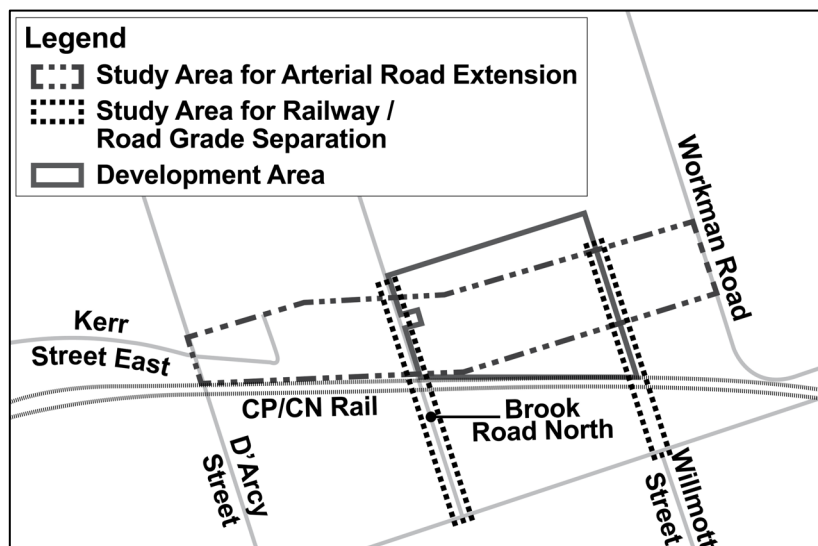 Legend
Study Area for Arterial Road Extension
Study Area for Railway /
Road Grade Separation
Development Area
Workman Road
Kerr
Street East
CP/CN Rail
Brook
Road North
D'Arcy
Street
Willmott
Street